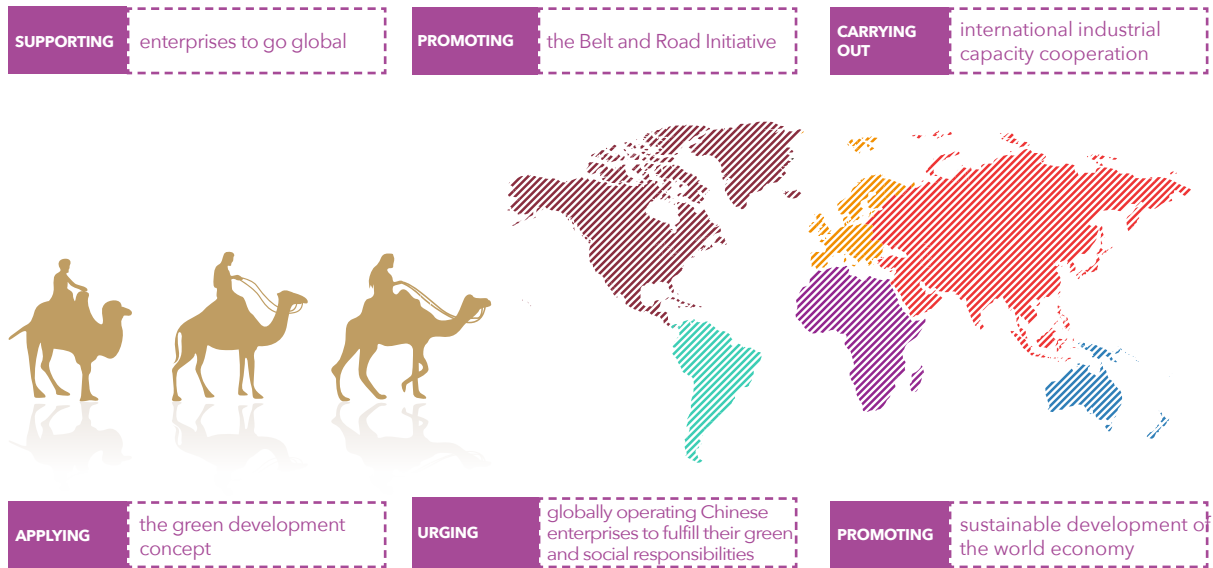 SUPPORTING
enterprises to go global
PROMOTING
the Belt and Road Initiative
CARRYING
OUT
international industrial
capacity cooperation
APPLYING
the green development
concept
URGING
globally operating Chinese
enterprises to fulfill their green
and social responsibilities
PROMOTING
sustainable development of
the world economy